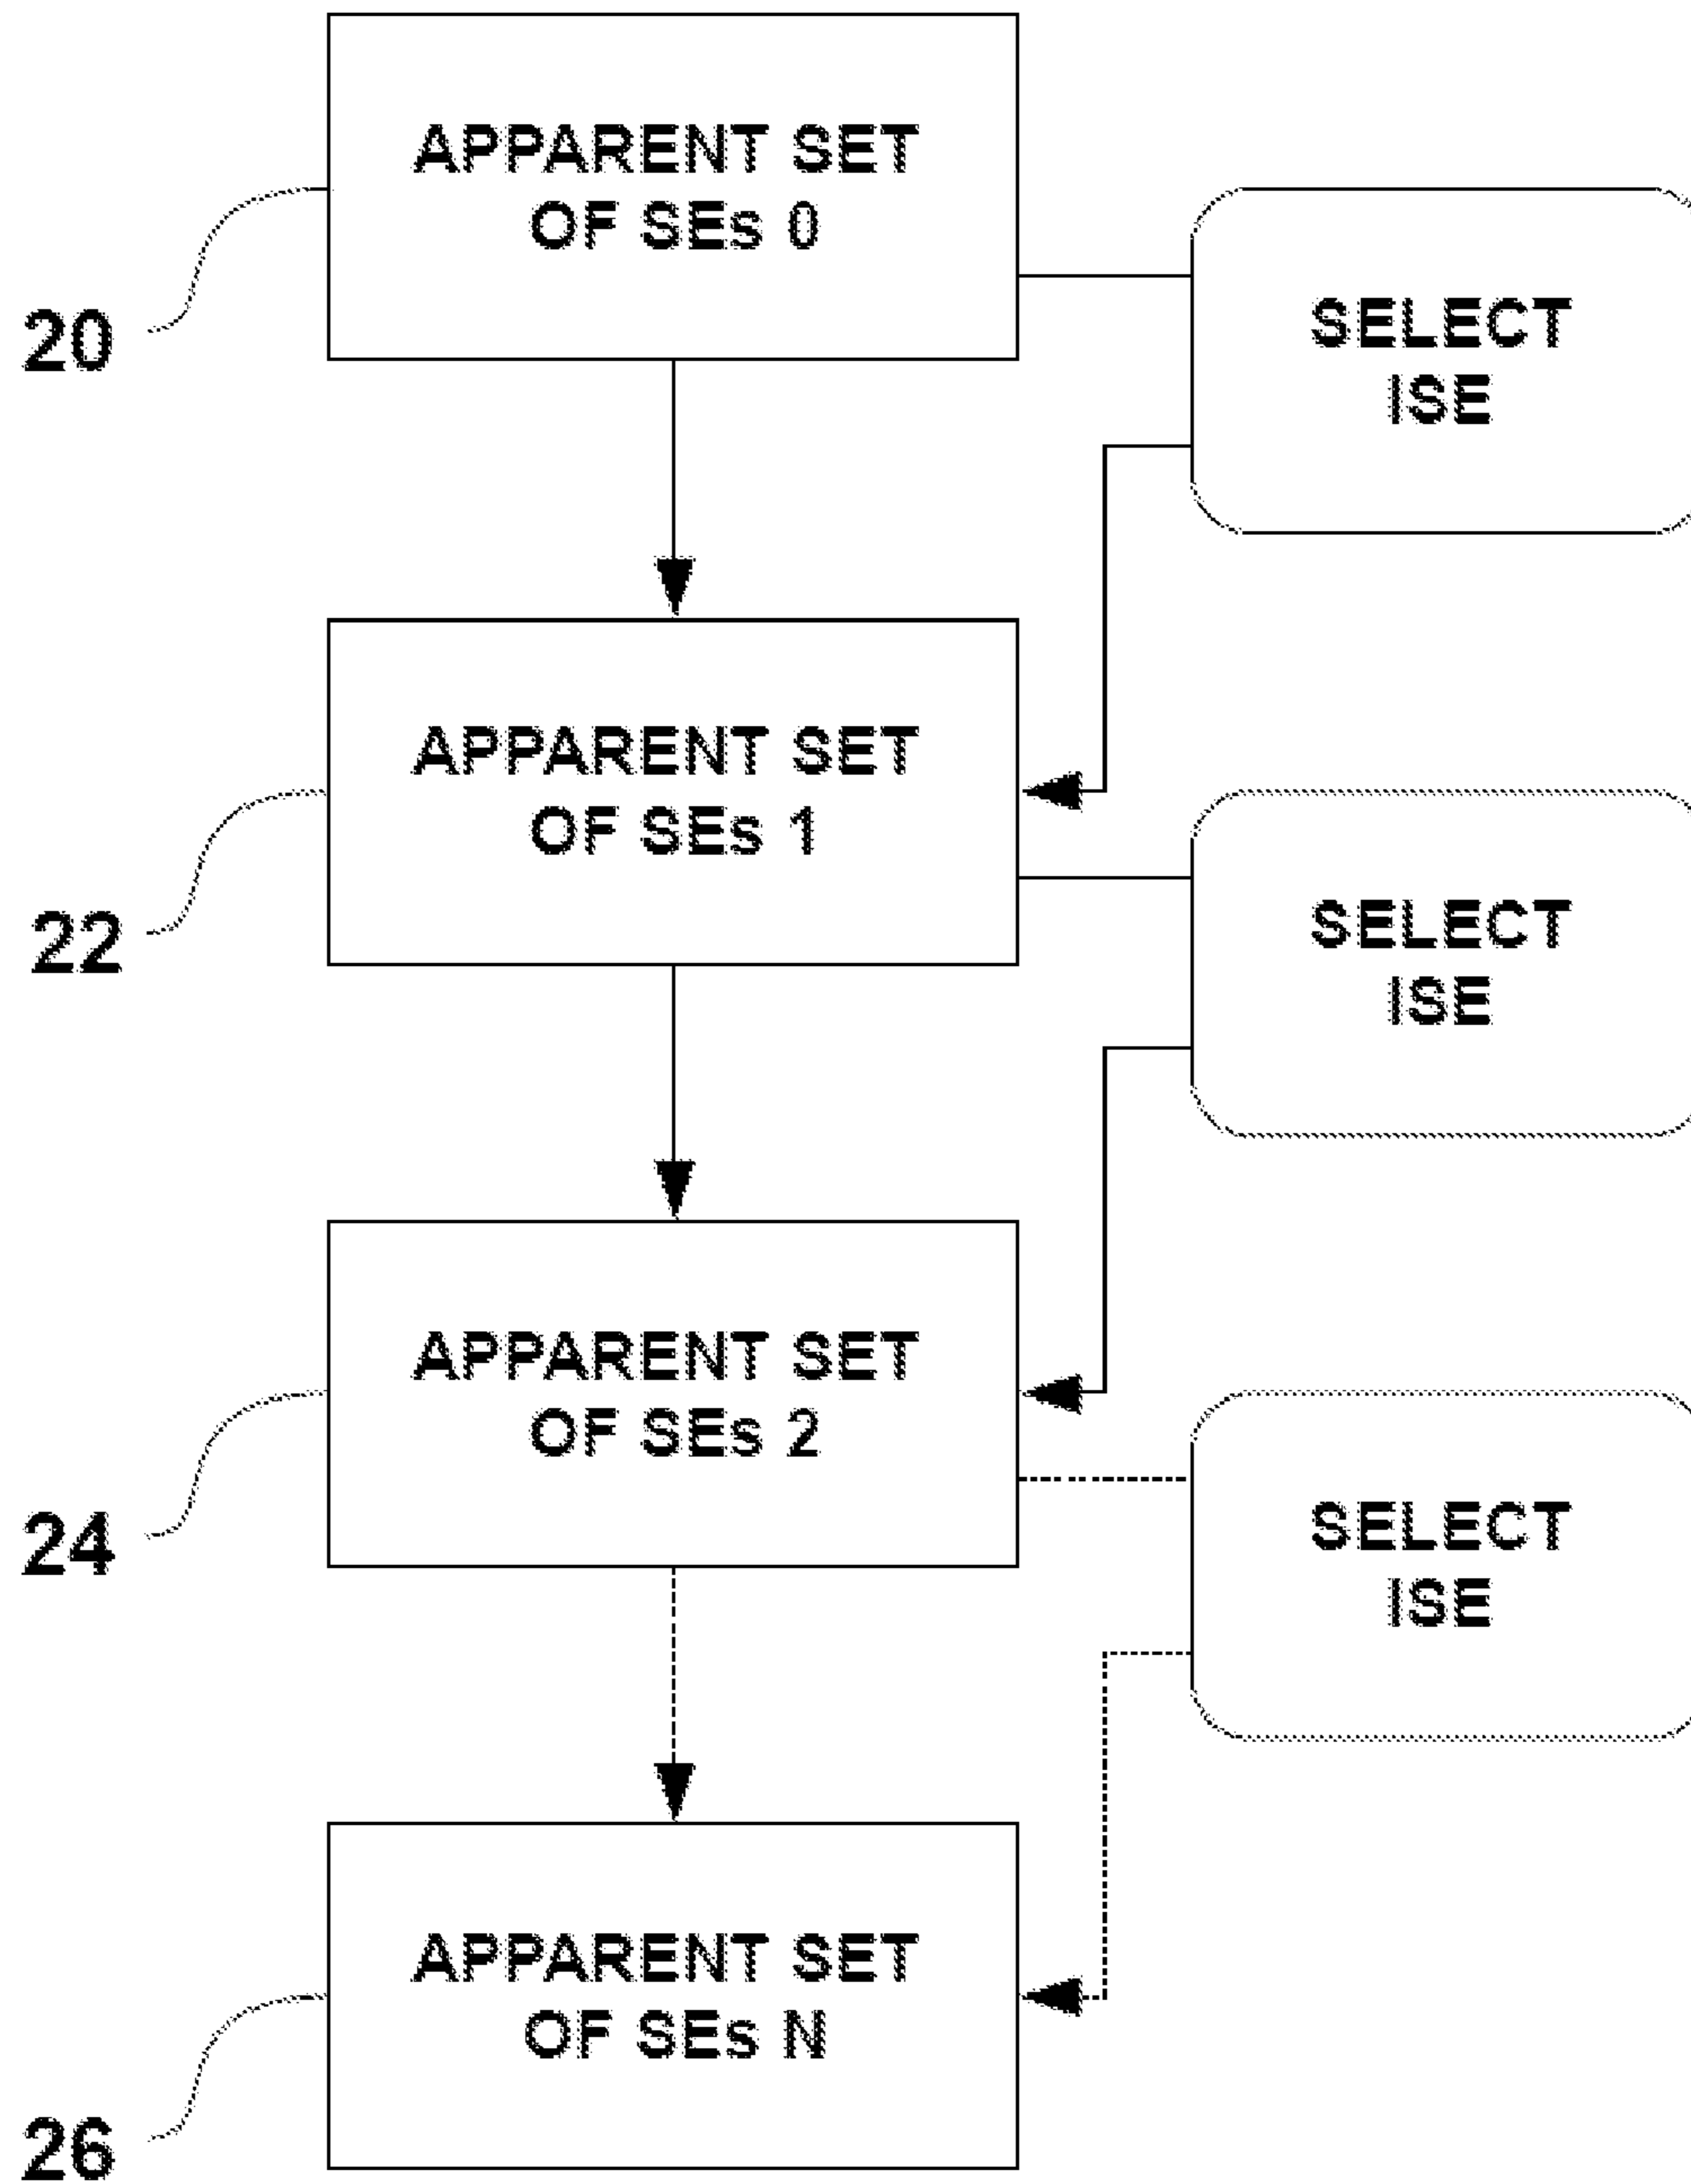 APPARENT SET
OF SEs 0
20
SELECT
ISE
APPARENT SET
OF SEs 1
22
SELECT
ISE
APPARENT SET
OF SEs 2
24
SELECT
ISE
APPARENT SET
OF SEs N
26